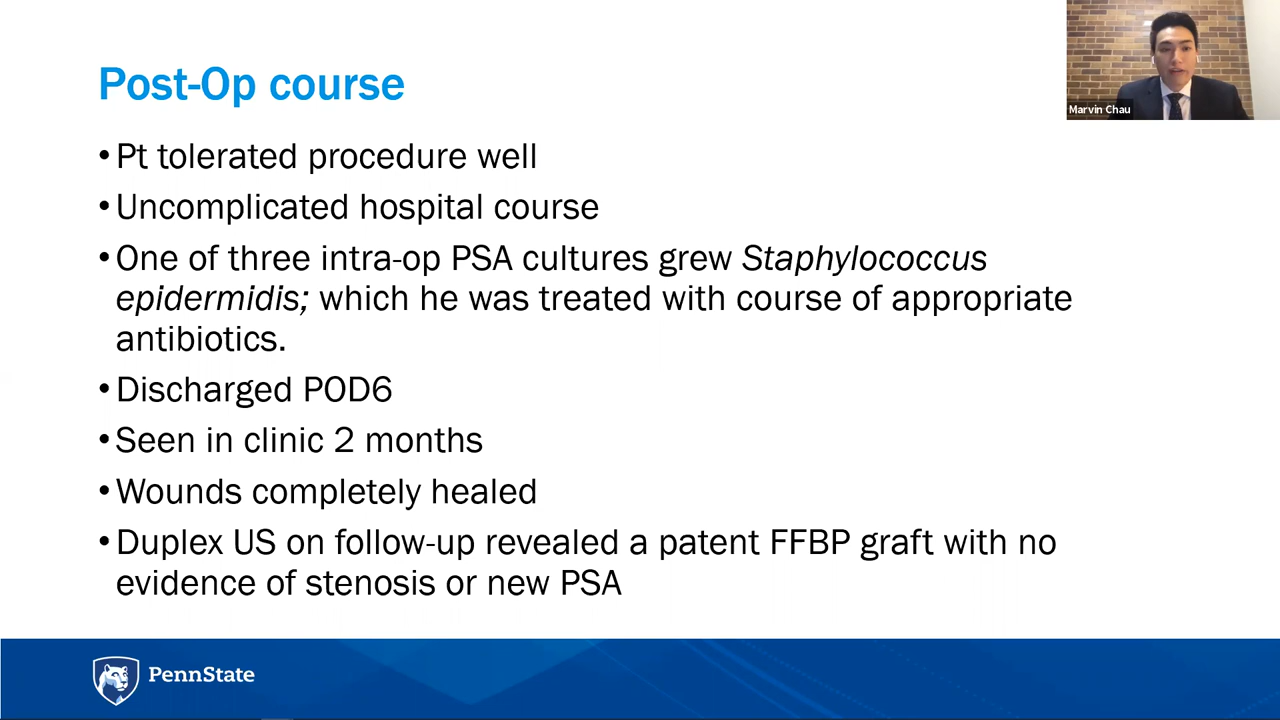 Post-Op course
Marvin Chau
•Pt tolerated procedure well
•Uncomplicated hospital course
•One of three intra-op PSA cultures grew Staphylococcus
epidermidis; which he was treated with course of appropriate
antibiotics.
•Discharged POD6
•Seen in clinic 2 months
•Wounds completely healed
•Duplex US on follow-up revealed a patent FFBP graft with no
evidence of stenosis or new PSA
PennState